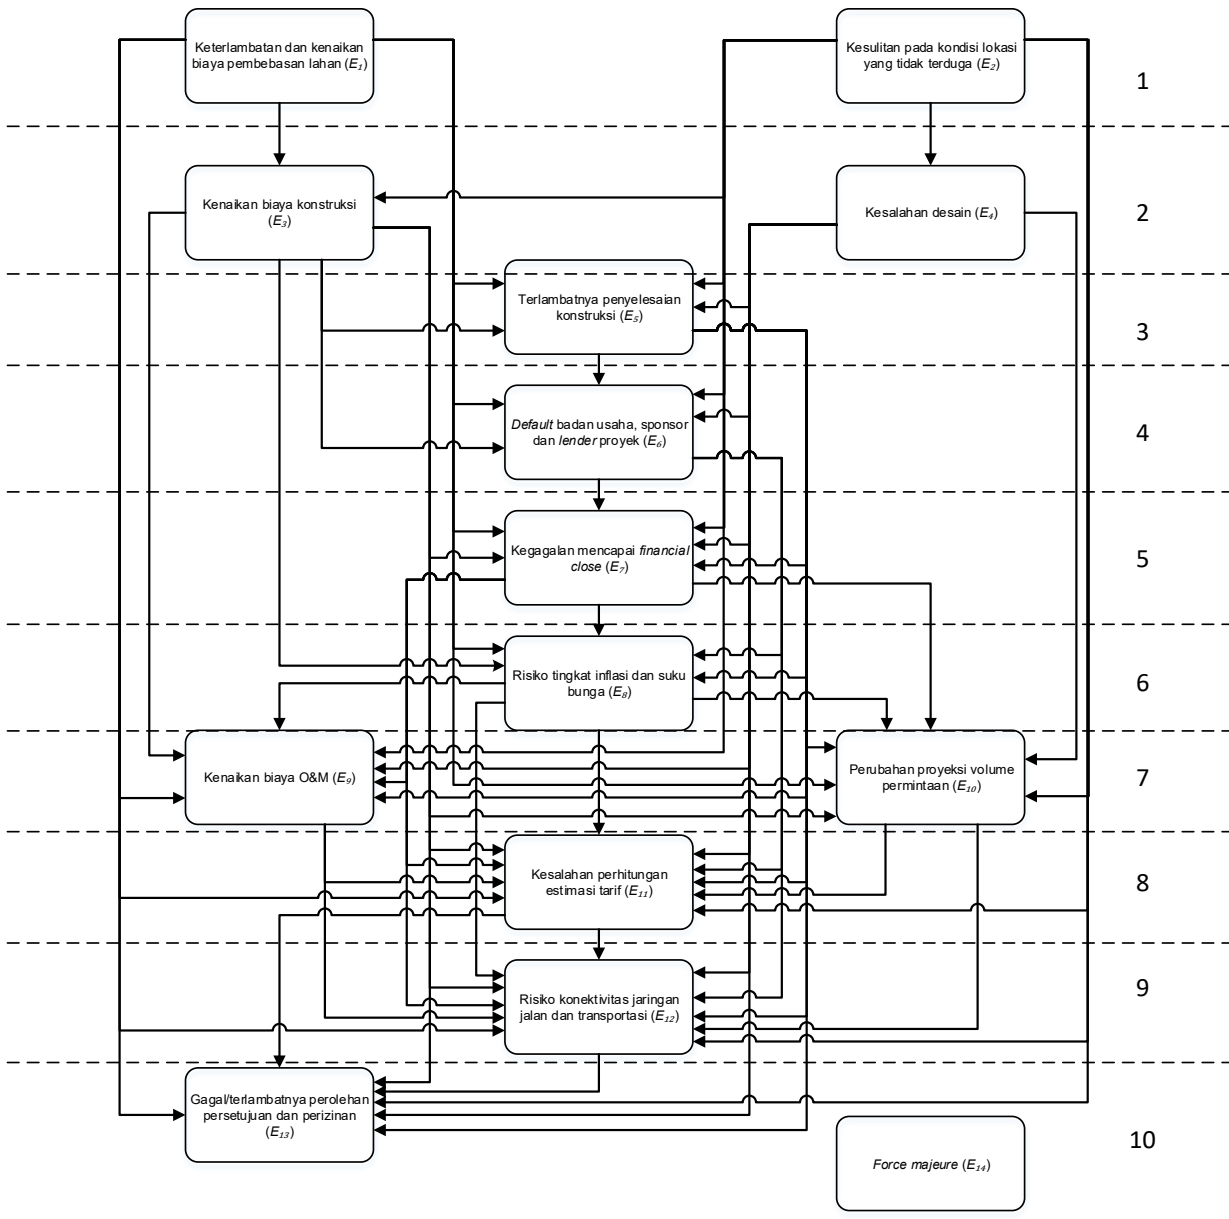 Keterlambatan dan kenaikan
biaya pembebasan lahan (E₁)
Kesulitan pada kondisi lokasi
yang tidak terduga (E₂)
1
Kenaikan biaya konstruksi
(E₃)
Kesalahan desain (E₄)
2
Terlambatnya penyelesaian
konstruksi (E₅)
3
Default badan usaha, sponsor
dan lender proyek (E₆)
4
Kegagalan mencapai financial
close (E₇)
5
Risiko tingkat inflasi dan suku
bunga (E₈)
6
Kenaikan biaya O&M (E₉)
Perubahan proyeksi volume
permintaan (E₁₀)
7
Kesalahan perhitungan
estimasi tarif (E₁₁)
8
Risiko konektivitas jaringan
jalan dan transportasi (E₁₂)
9
Gagal/terlambatnya perolehan
persetujuan dan perizinan
(E₁₃)
Force majeure (E₁₄)
10